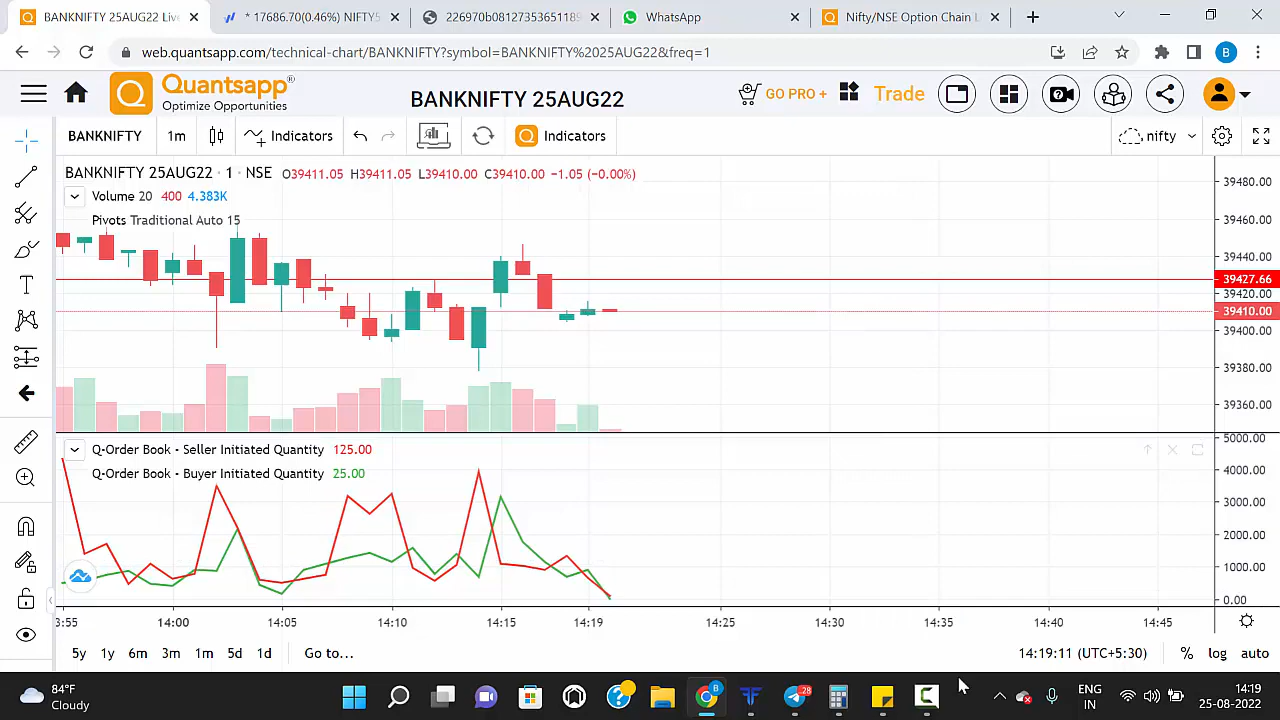 BANKNIFTY 25AUG22 Liv
* 17686.70(0.46%) NIFTY5
226970b0812735365118
WhatsApp
Nifty/NSE Option Chain L
web.quantsapp.com/technical-chart/BANKNIFTY?symbol=BANKNIFTY%2025AUG22&freq=1
B
Quantsapp®
Optimize Opportunities
BANKNIFTY 25AUG22
GO PRO +
Trade
BANKNIFTY
1m
Indicators
Indicators
nifty
BANKNIFTY 25AUG22 · 1 · NSE O39411.05 H39411.05 L39410.00 C39410.00 −1.05 (−0.00%)
Volume 20 400 4.383K
Pivots Traditional Auto 15
39480.00
39460.00
39440.00
39427.66
39420.00
39410.00
39400.00
39380.00
39360.00
Q-Order Book - Seller Initiated Quantity 125.00
Q-Order Book - Buyer Initiated Quantity 25.00
5000.00
4000.00
3000.00
2000.00
1000.00
0.00
3:55 14:00 14:05 14:10 14:15 14:19 14:25 14:30 14:35 14:40 14:45
5y 1y 6m 3m 1m 5d 1d Go to... 14:19:11 (UTC+5:30) % log auto
84°F
Cloudy
28
B
ENG
IN
14:19
25-08-2022